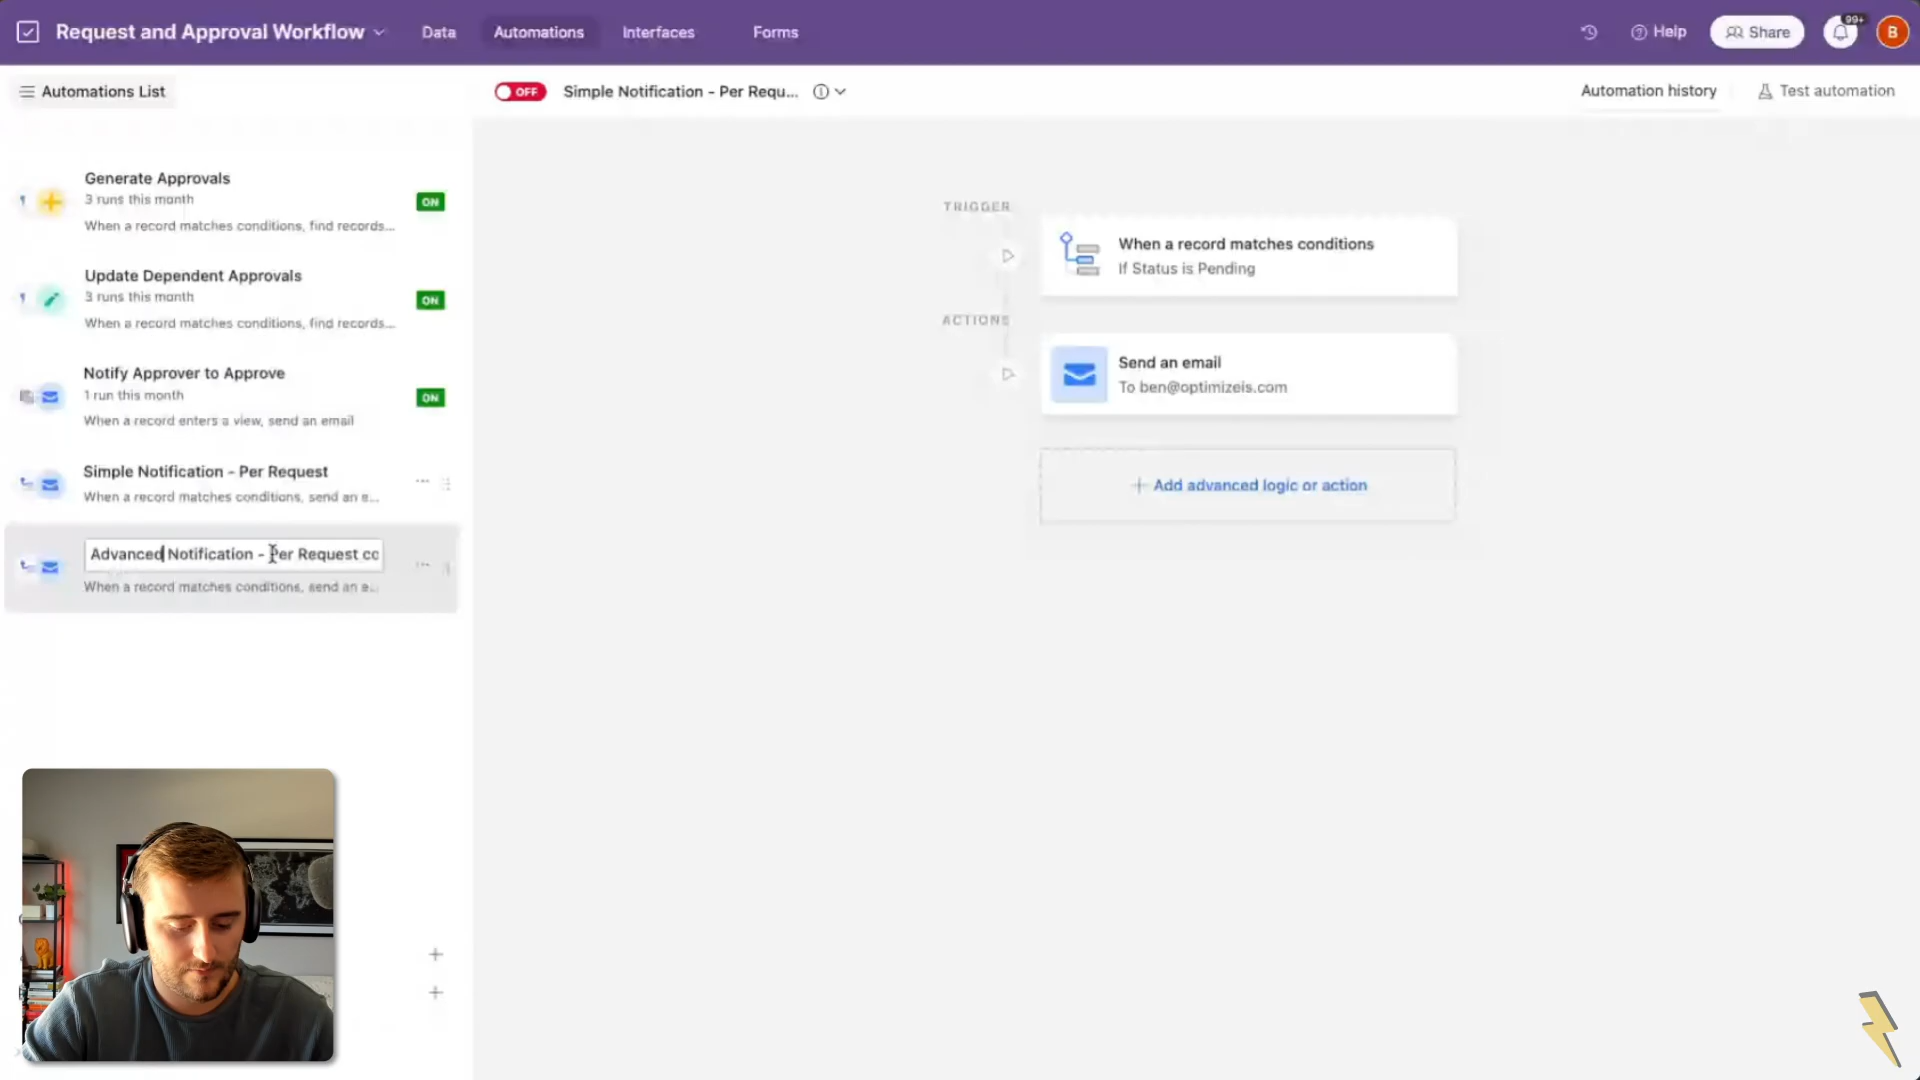 Request and Approval Workflow
Data
Automations
Interfaces
Forms
Help
Share
99+
B
Automations List
OFF
Simple Notification - Per Requ...
Automation history
Test automation
Generate Approvals
3 runs this month
When a record matches conditions, find records...
ON
Update Dependent Approvals
3 runs this month
When a record matches conditions, find records...
ON
Notify Approver to Approve
1 run this month
When a record enters a view, send an email
ON
Simple Notification - Per Request
When a record matches conditions, send an e...
Advanced Notification - Per Request co
When a record matches conditions, send an e...
TRIGGER
When a record matches conditions
If Status is Pending
ACTIONS
Send an email
To ben@optimizeis.com
+ Add advanced logic or action